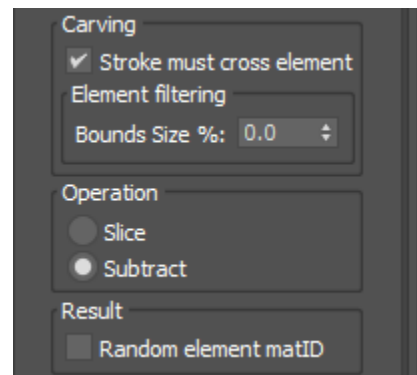 Carving
Stroke must cross element
Element filtering
Bounds Size %: 0.0
Operation
Slice
Subtract
Result
Random element matID